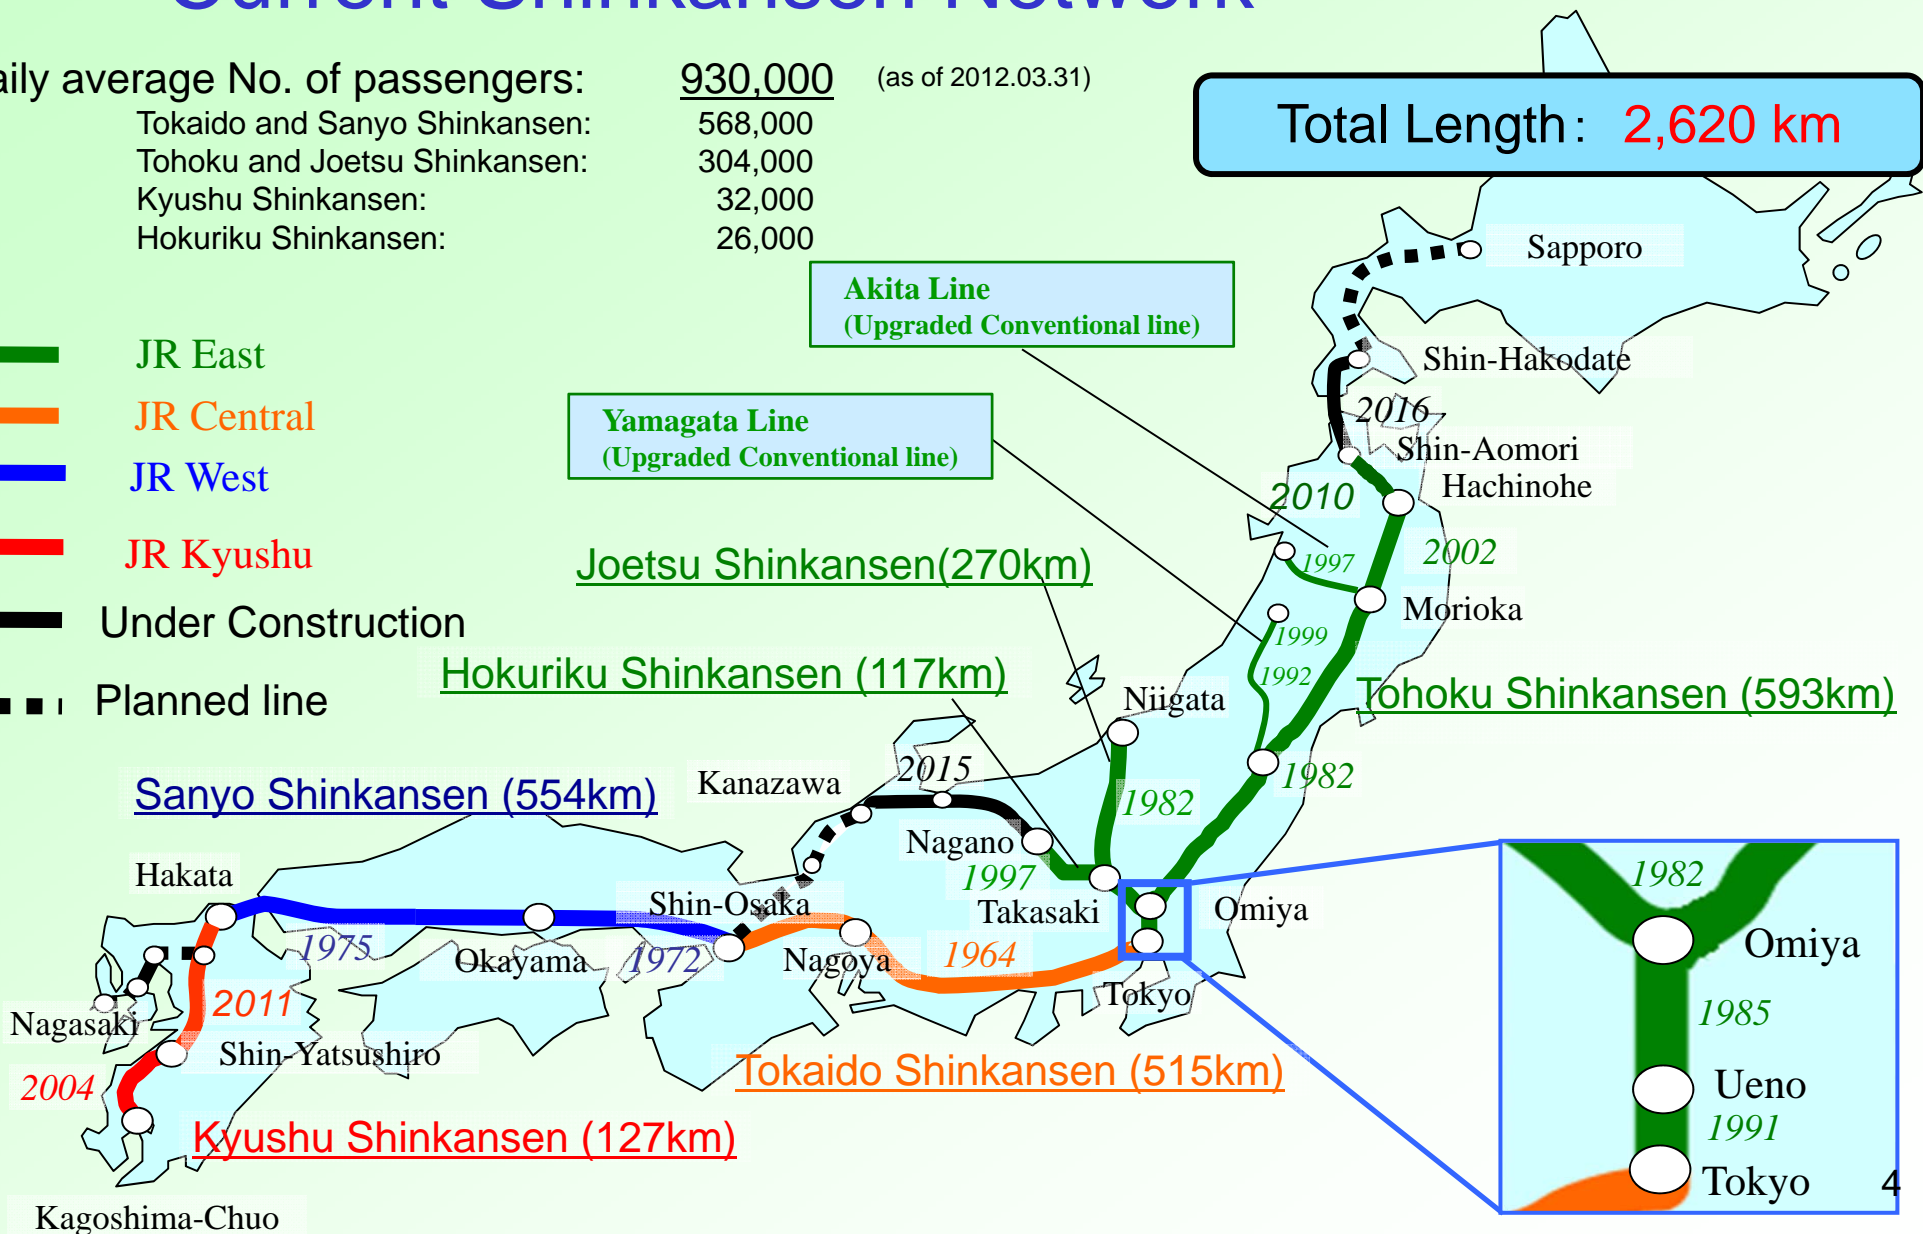 Current Shinkansen Network
aily average No. of passengers: 930,000 (as of 2012.03.31)
Tokaido and Sanyo Shinkansen: 568,000
Tohoku and Joetsu Shinkansen: 304,000
Kyushu Shinkansen: 32,000
Hokuriku Shinkansen: 26,000
Total Length： 2,620 km
Sapporo
Akita Line
(Upgraded Conventional line)
JR East
JR Central
JR West
JR Kyushu
Under Construction
Planned line
Yamagata Line
(Upgraded Conventional line)
Shin-Hakodate
2016
Shin-Aomori
Hachinohe
2010
2002
1997
Morioka
1999
1992
Joetsu Shinkansen(270km)
Hokuriku Shinkansen (117km)
Tohoku Shinkansen (593km)
Niigata
1982
1982
Sanyo Shinkansen (554km)
Kanazawa
2015
Nagano
1997
Takasaki
Omiya
Hakata
Shin-Osaka
1975
Okayama
1972
Nagoya
1964
Tokyo
2011
Nagasaki
Shin-Yatsushiro
2004
Tokaido Shinkansen (515km)
Kyushu Shinkansen (127km)
Kagoshima-Chuo
1982
Omiya
1985
Ueno
1991
Tokyo
4